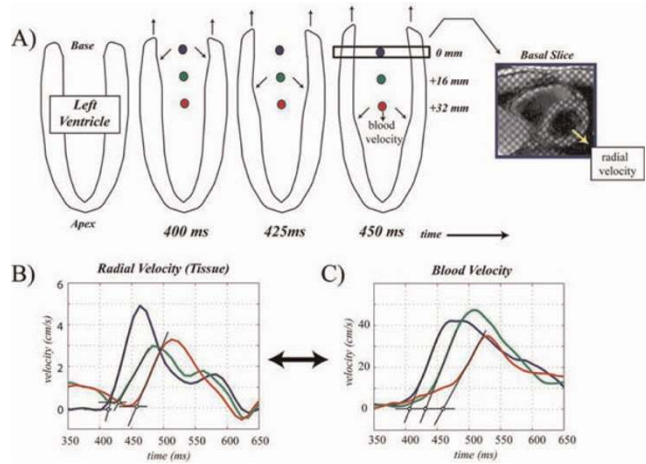 A)
Base
Left
Ventricle
Apex
400 ms
425ms
450 ms
0 mm
+16 mm
+32 mm
blood
velocity
time
Basal Slice
radial
velocity
B)
Radial Velocity (Tissue)
velocity (cm/s)
6
4
2
0
350 400 450 500 550 600 650
time (ms)
C)
Blood Velocity
velocity (cm/s)
40
20
0
350 400 450 500 550 600 650
time (ms)